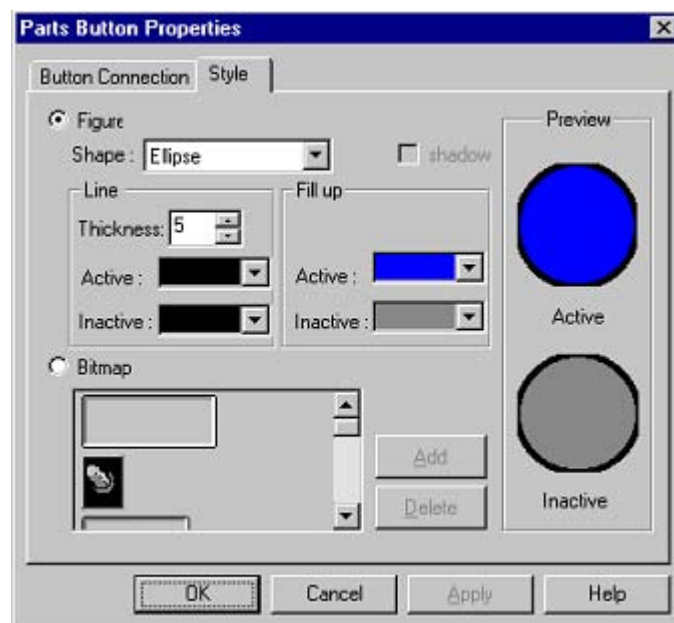 Parts Button Properties
Button Connection Style
Figure
Shape : Ellipse
shadow
Preview
Line
Thickness: 5
Active :
Inactive :
Fill up
Active :
Inactive :
Active
Bitmap
Add
Delete
Inactive
OK Cancel Apply Help